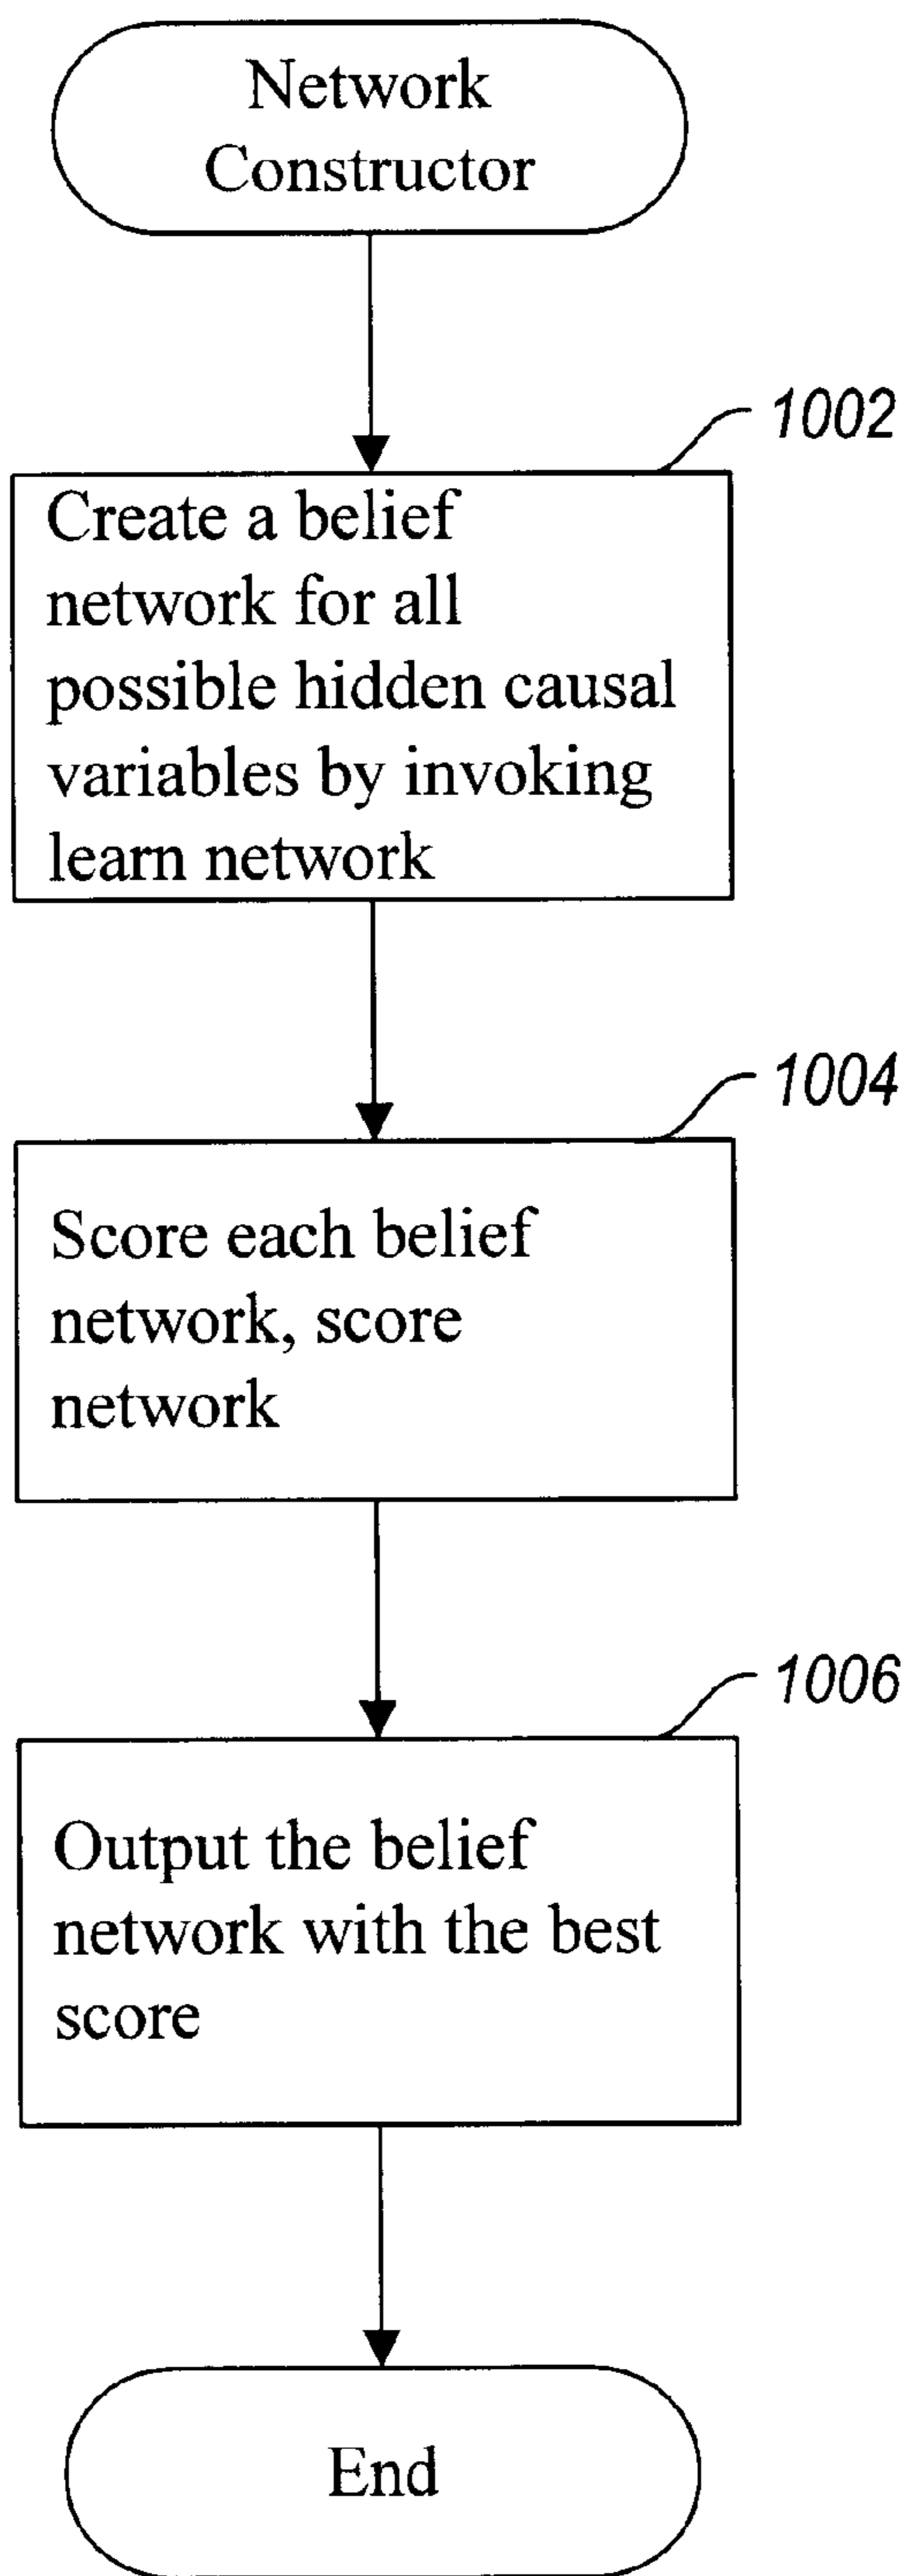 Network
Constructor
1002
Create a belief
network for all
possible hidden causal
variables by invoking
learn network
1004
Score each belief
network, score
network
1006
Output the belief
network with the best
score
End